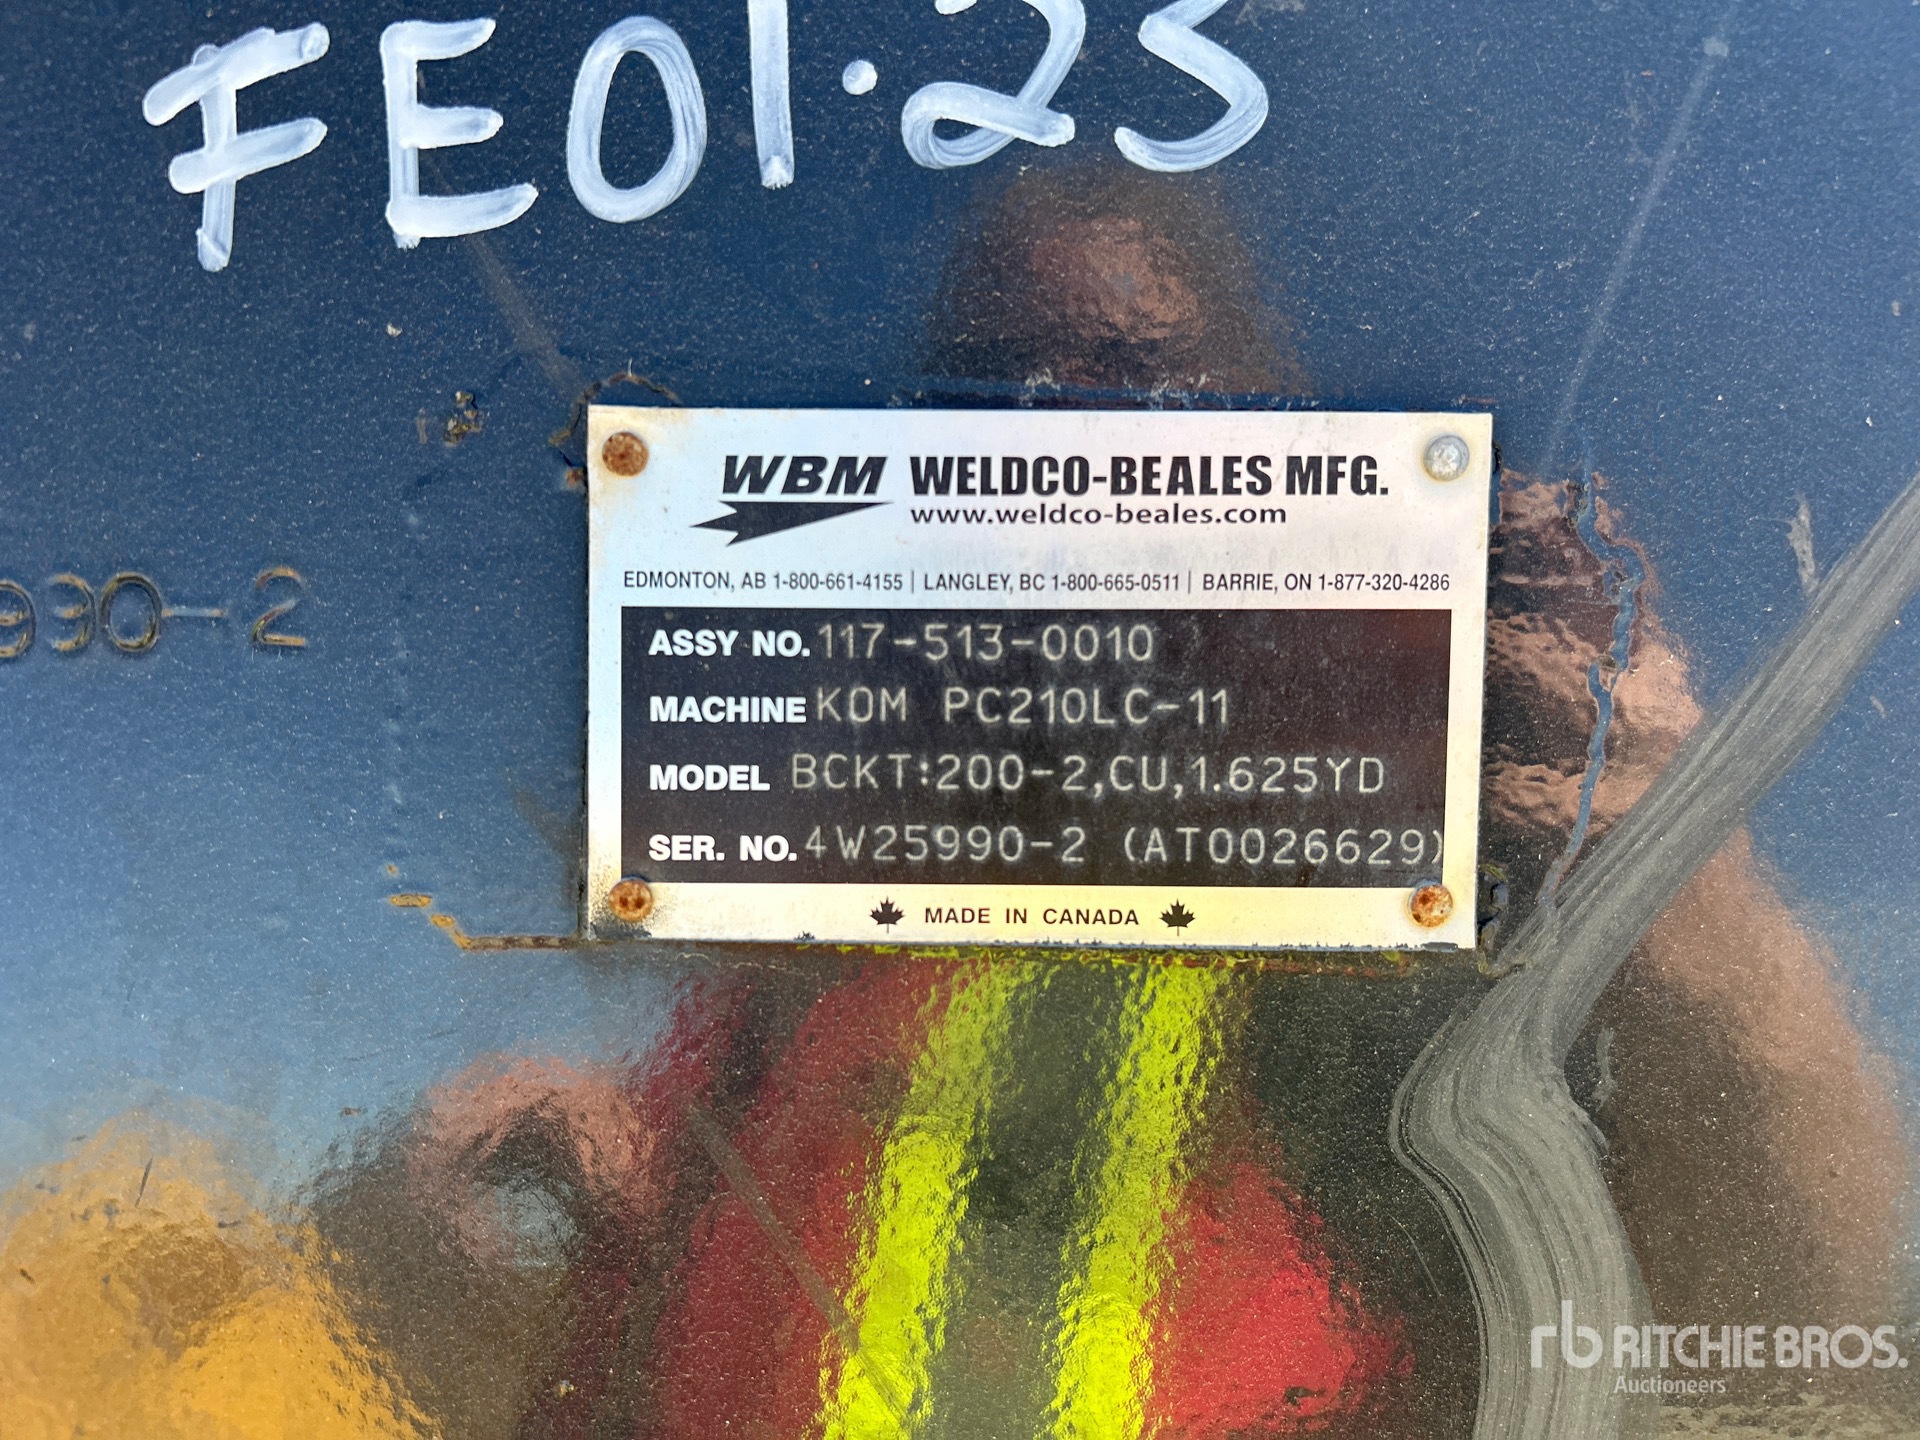 FE01.25
990-2
WBM WELDCO-BEALES MFG.
www.weldco-beales.com
EDMONTON, AB 1-800-661-4155 | LANGLEY, BC 1-800-665-0511 | BARRIE, ON 1-877-320-4286
ASSY NO. 117-513-0010
MACHINE KOM PC210LC-11
MODEL BCKT:200-2,CU,1.625YD
SER. NO. 4W25990-2 (AT0026629)
MADE IN CANADA
rb RITCHIE BROS.
Auctioneers